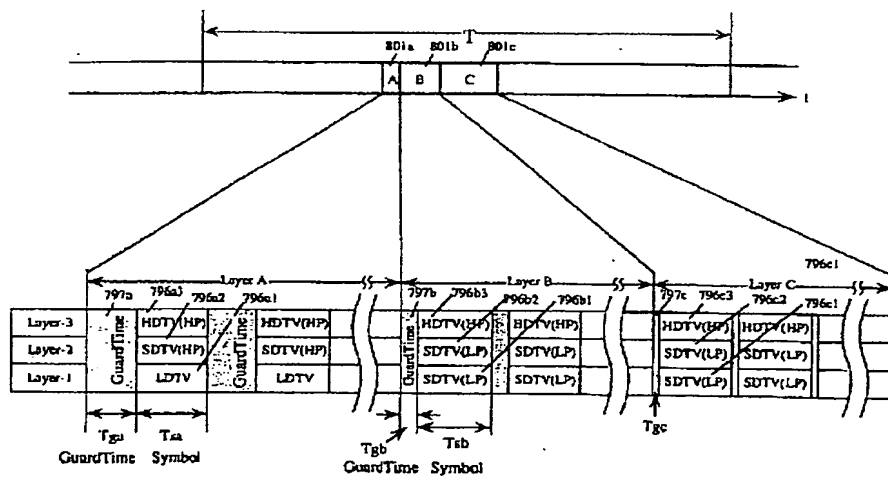 T
801a 801b 801c
A B C
t
796c1
Layer A Layer B Layer C
797a 796a3 796a2 796a1 797b 796b3 796b2 796b1 797c 796c3 796c2 796c1
Layer-3 HDTV(HP) HDTV(HP) HDTV(HP) HDTV(HP) HDTV(HP) HDTV(HP)
Layer-2 SDTV(HP) SDTV(HP) SDTV(LP) SDTV(LP) SDTV(LP) SDTV(LP)
Layer-1 LDTV LDTV SDTV(LP) SDTV(LP) SDTV(LP) SDTV(LP)
GuardTime GuardTime GuardTime
Tga Tsa Tgb Tsb Tgc
GuardTime Symbol GuardTime Symbol